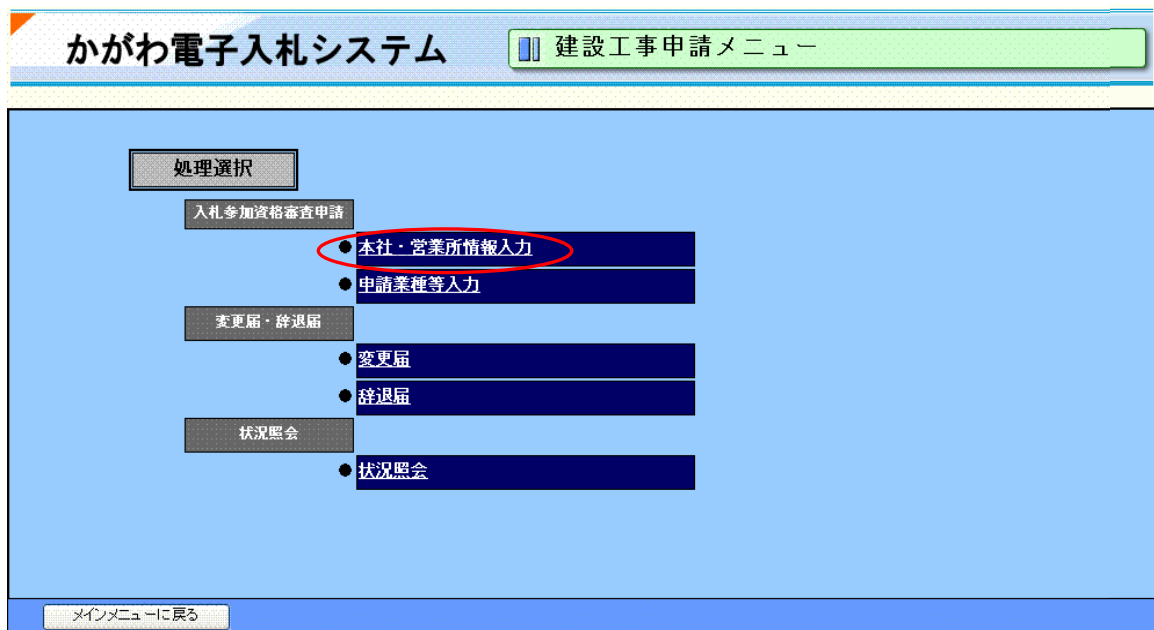 かがわ電子入札システム
建設工事申請メニュー
処理選択
入札参加資格審査申請
● 本社・営業所情報入力
● 申請業種等入力
変更届・辞退届
● 変更届
● 辞退届
状況照会
● 状況照会
メインメニューに戻る